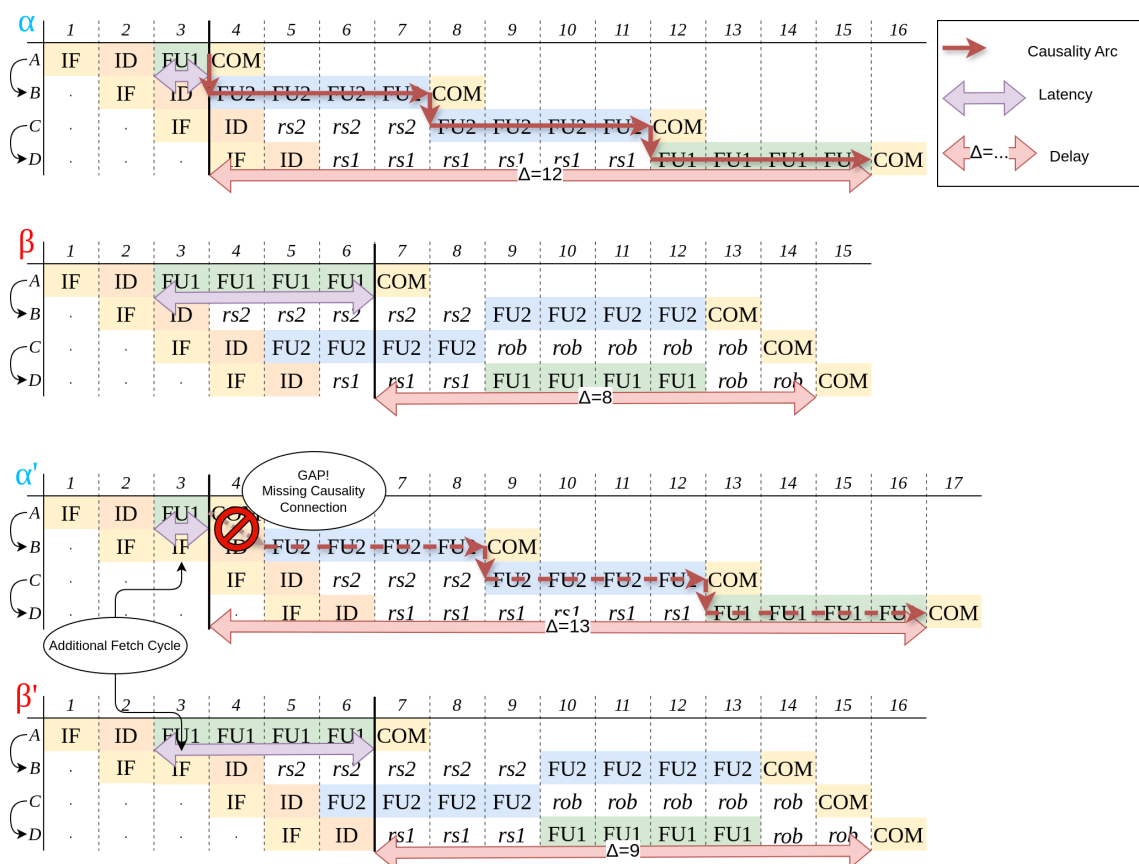 α 1 2 3 4 5 6 7 8 9 10 11 12 13 14 15 16
A IF ID FU1 COM
B . IF ID FU2 FU2 FU2 FU2 COM
C . . IF ID rs2 rs2 rs2 FU2 FU2 FU2 FU2 COM
D . . . IF ID rs1 rs1 rs1 rs1 rs1 rs1 FU1 FU1 FU1 FU1 COM
Δ=12
Causality Arc
Latency
Δ=... Delay
β 1 2 3 4 5 6 7 8 9 10 11 12 13 14 15
A IF ID FU1 FU1 FU1 FU1 COM
B . IF ID rs2 rs2 rs2 rs2 rs2 FU2 FU2 FU2 FU2 COM
C . . IF ID FU2 FU2 FU2 FU2 rob rob rob rob rob COM
D . . . IF ID rs1 rs1 rs1 FU1 FU1 FU1 FU1 rob rob COM
Δ=8
α' 1 2 3 4 7 8 9 10 11 12 13 14 15 16 17
GAP!
Missing Causality
Connection
A IF ID FU1 COM
B . IF IF ID FU2 FU2 FU2 FU2 COM
C . . . IF ID rs2 rs2 rs2 FU2 FU2 FU2 FU2 COM
D . . . . IF ID rs1 rs1 rs1 rs1 rs1 rs1 FU1 FU1 FU1 FU1 COM
Δ=13
Additional Fetch Cycle
β' 1 2 3 4 5 6 7 8 9 10 11 12 13 14 15 16
A IF ID FU1 FU1 FU1 FU1 COM
B . IF IF ID rs2 rs2 rs2 rs2 rs2 FU2 FU2 FU2 FU2 COM
C . . . IF ID FU2 FU2 FU2 FU2 rob rob rob rob rob COM
D . . . . IF ID rs1 rs1 rs1 FU1 FU1 FU1 FU1 rob rob COM
Δ=9